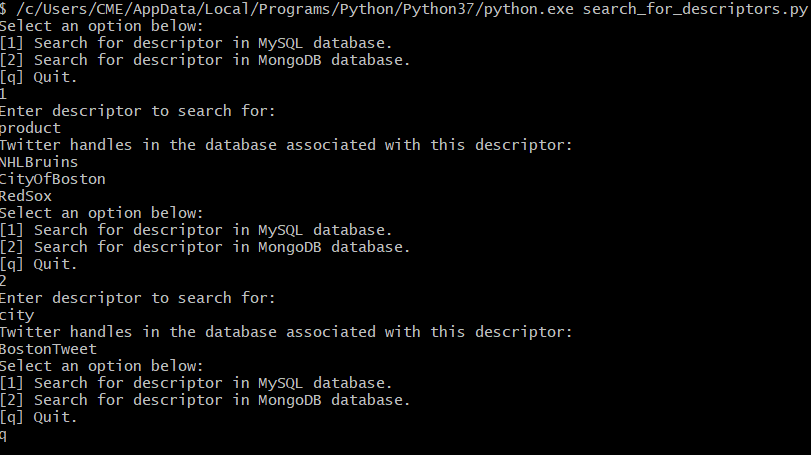 $ /c/Users/CME/AppData/Local/Programs/Python/Python37/python.exe search_for_descriptors.py
Select an option below:
[1] Search for descriptor in MySQL database.
[2] Search for descriptor in MongoDB database.
[q] Quit.
1
Enter descriptor to search for:
product
Twitter handles in the database associated with this descriptor:
NHLBruins
CityOfBoston
RedSox
Select an option below:
[1] Search for descriptor in MySQL database.
[2] Search for descriptor in MongoDB database.
[q] Quit.
2
Enter descriptor to search for:
city
Twitter handles in the database associated with this descriptor:
BostonTweet
Select an option below:
[1] Search for descriptor in MySQL database.
[2] Search for descriptor in MongoDB database.
[q] Quit.
q